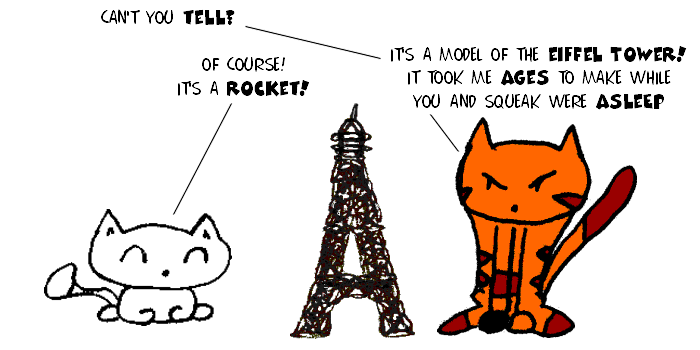 CAN'T YOU TELL?
OF COURSE!
IT'S A ROCKET!
IT'S A MODEL OF THE EIFFEL TOWER!
IT TOOK ME AGES TO MAKE WHILE
YOU AND SQUEAK WERE ASLEEP